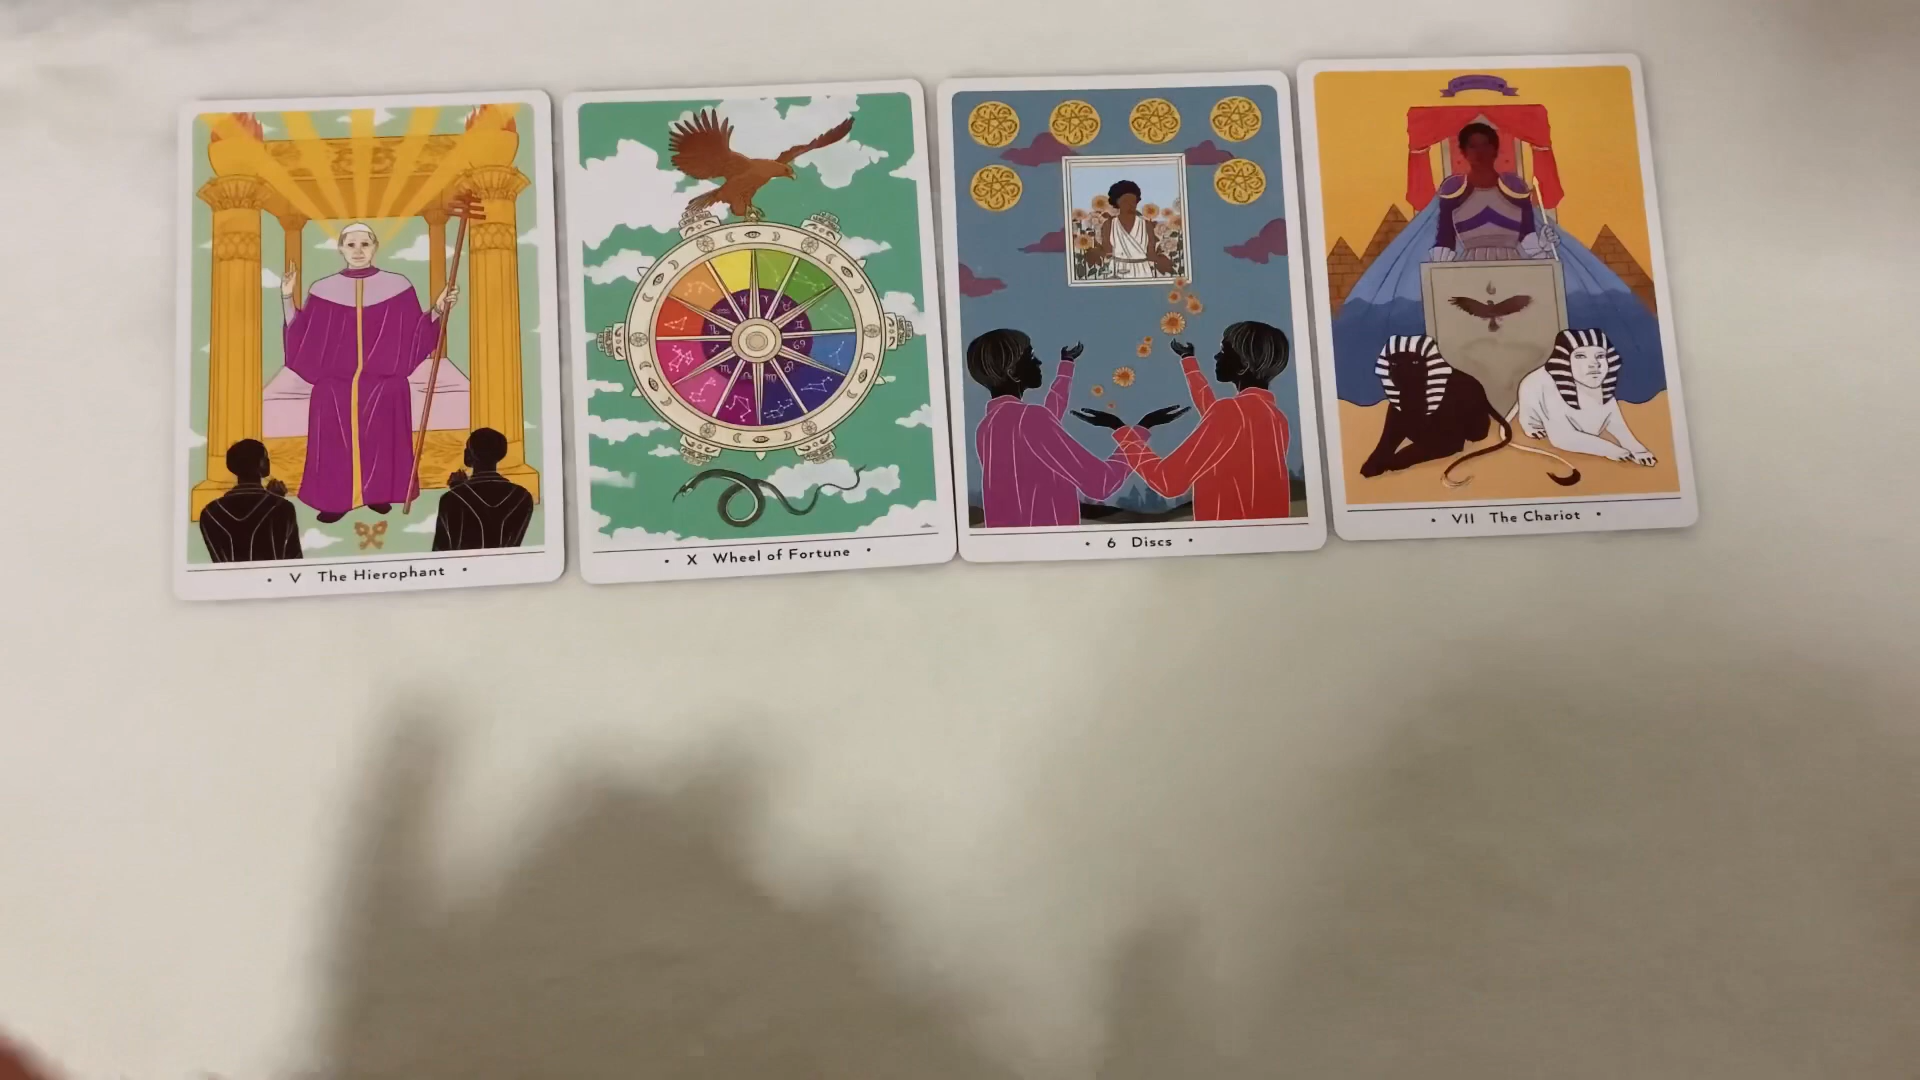 • V The Hierophant •
• X Wheel of Fortune •
• 6 Discs •
• VII The Chariot •